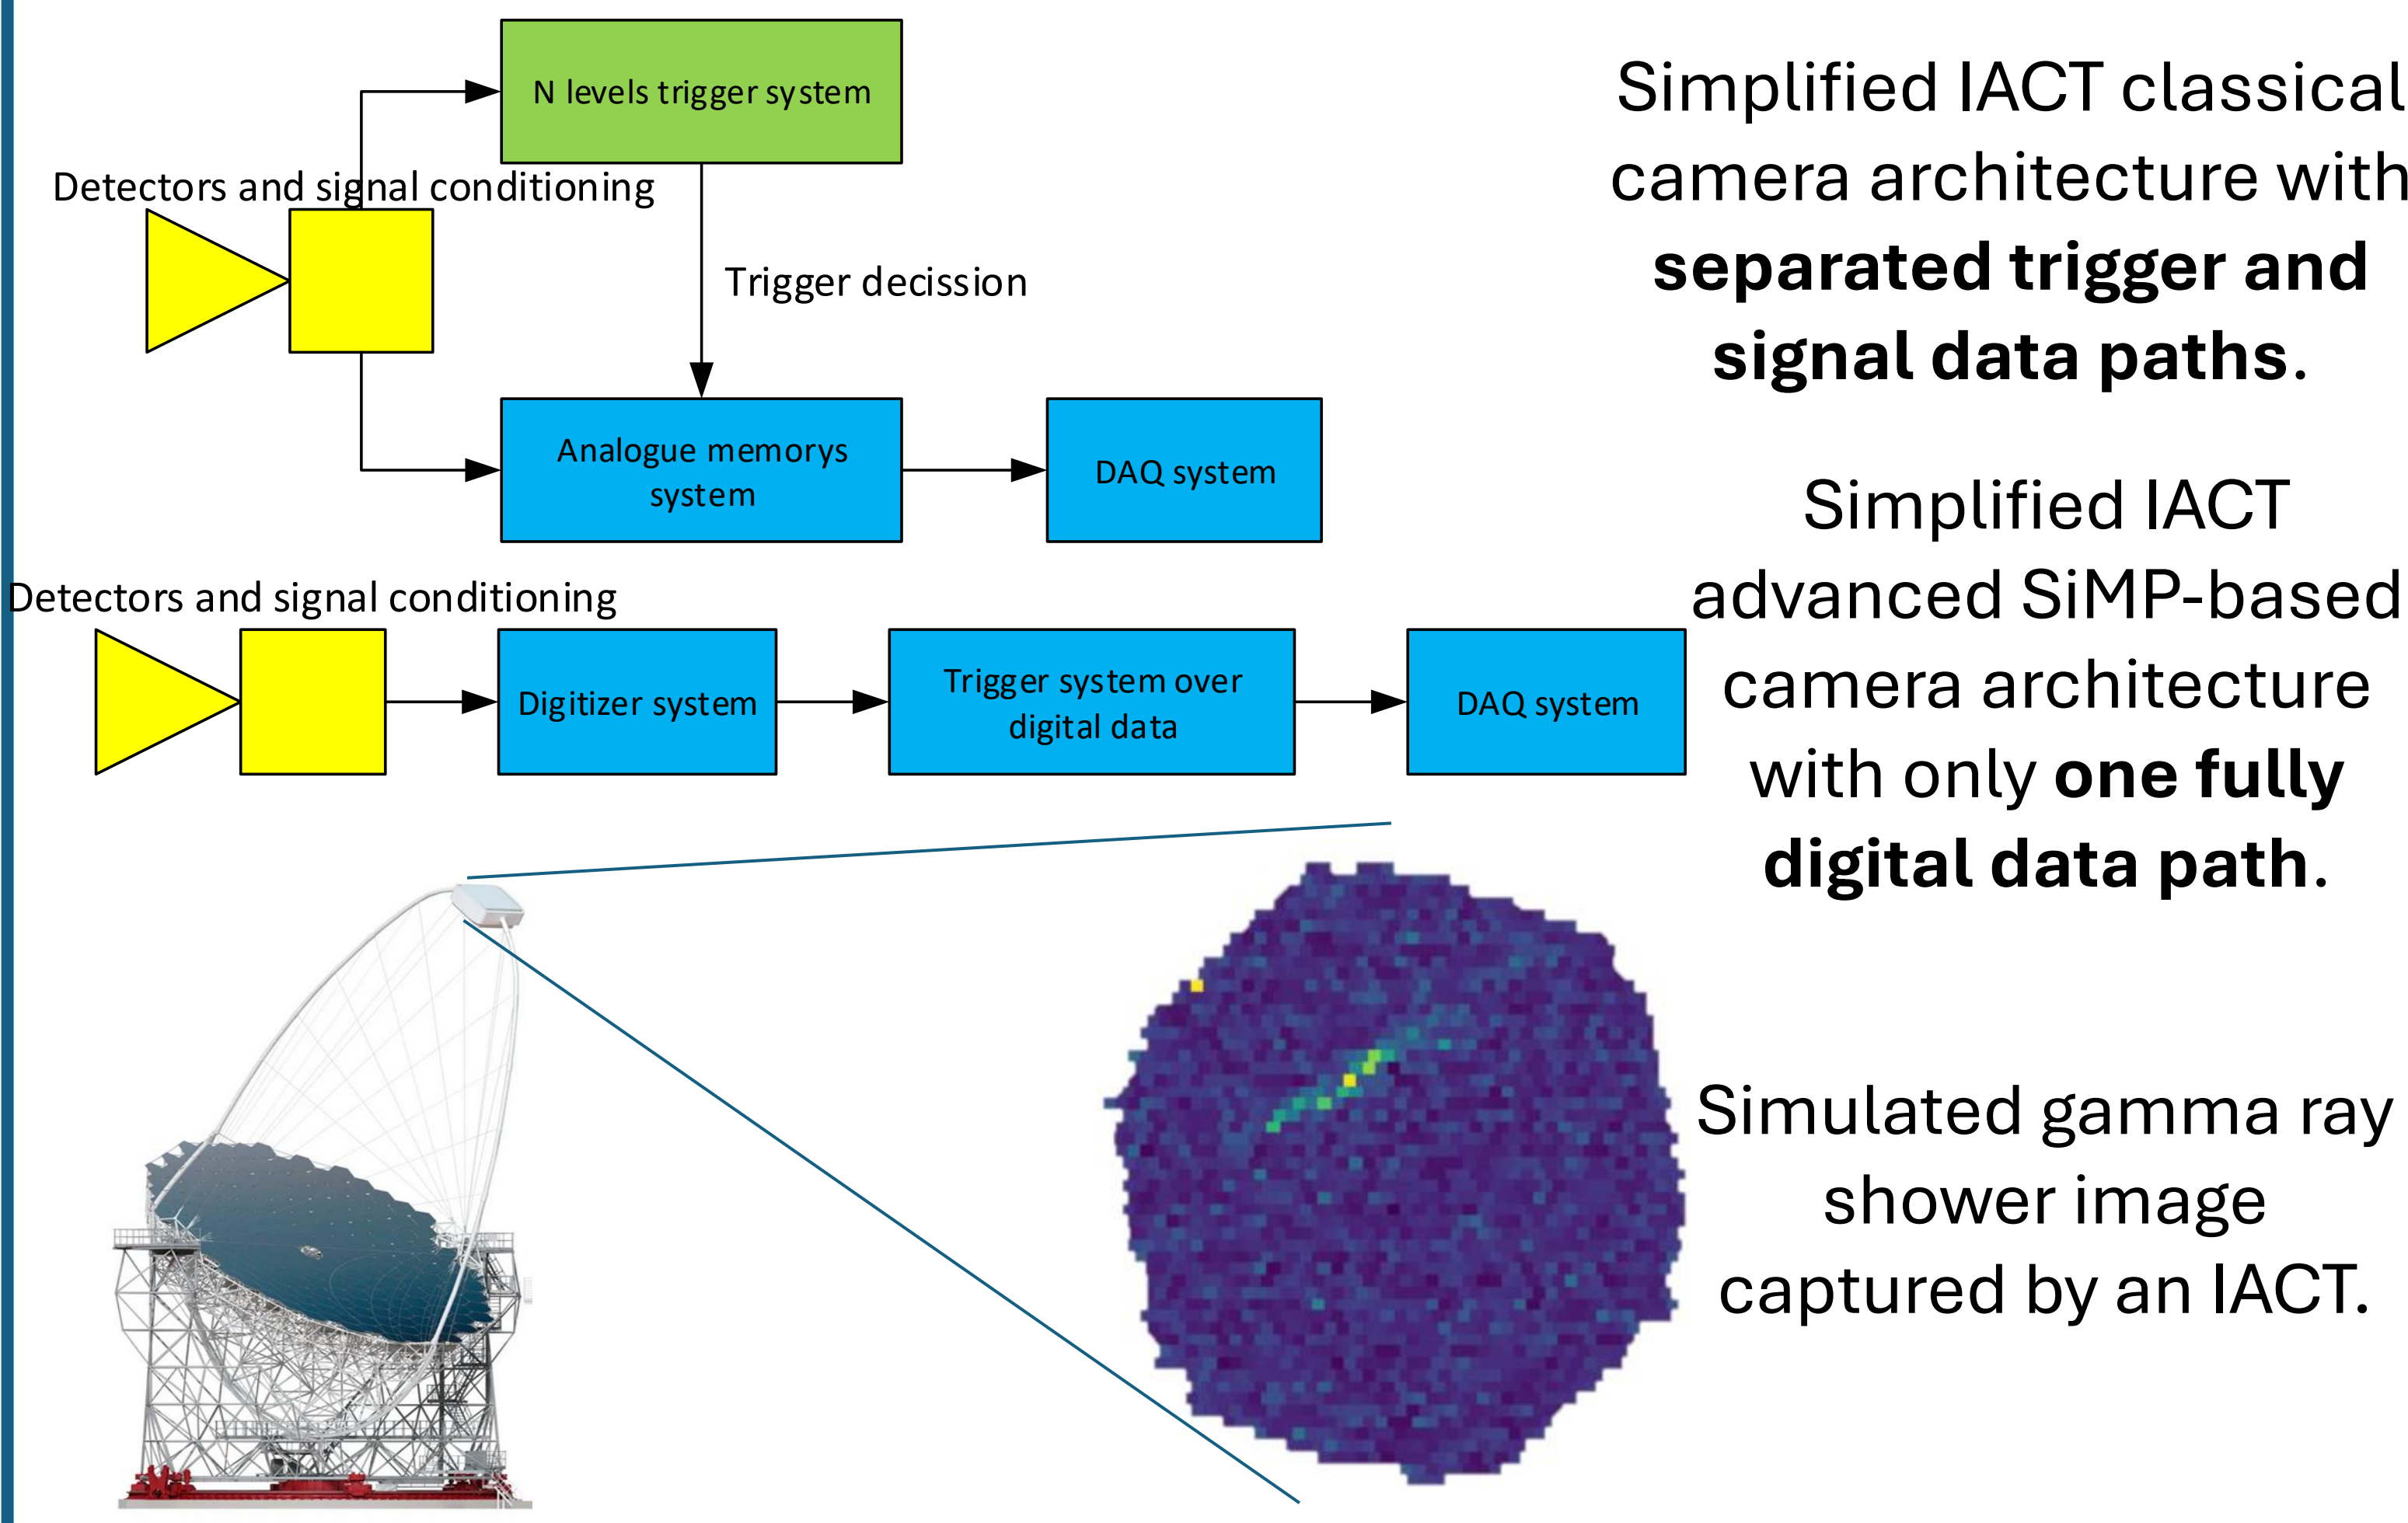 N levels trigger system
Detectors and signal conditioning
Trigger decission
Analogue memorys
system
DAQ system
Simplified IACT classical
camera architecture with
separated trigger and
signal data paths.
Detectors and signal conditioning
Digitizer system
Trigger system over
digital data
DAQ system
Simplified IACT
advanced SiMP-based
camera architecture
with only one fully
digital data path.
Simulated gamma ray
shower image
captured by an IACT.